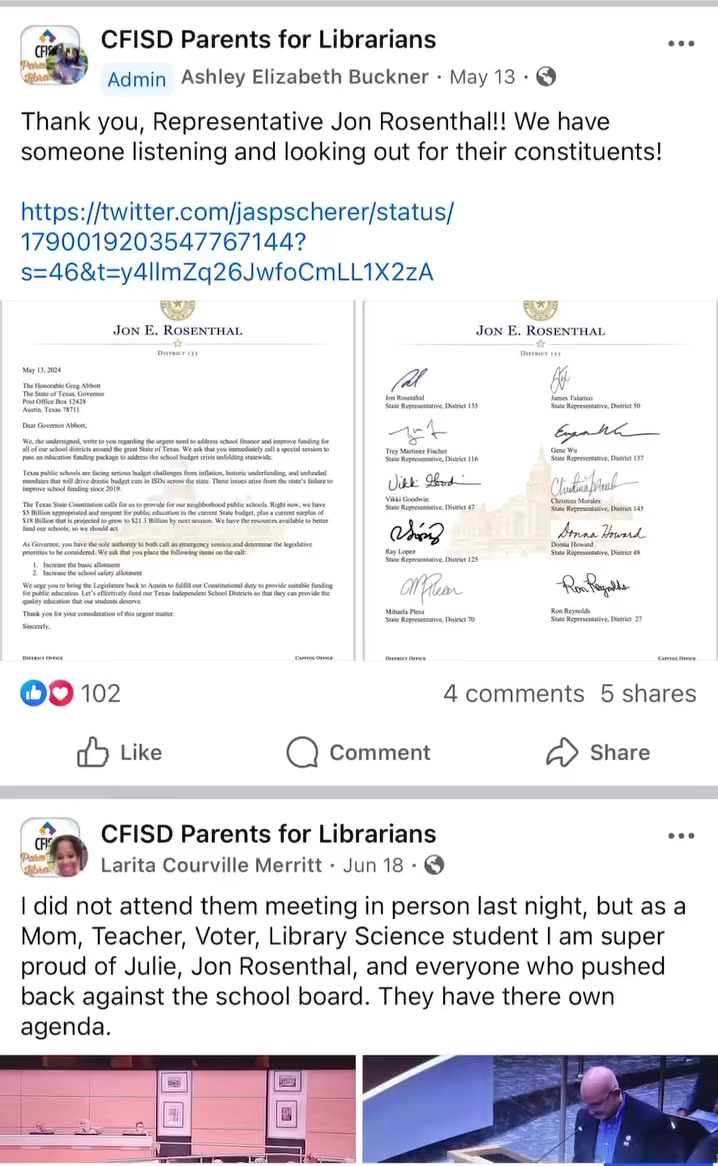 CFISD Parents for Librarians
Admin Ashley Elizabeth Buckner · May 13 ·
Thank you, Representative Jon Rosenthal!! We have
someone listening and looking out for their constituents!
https://twitter.com/jaspscherer/status/
1790019203547767144?
s=46&t=y4llmZq26JwfoCmLL1X2zA
JON E. ROSENTHAL
DISTRICT 135
May 13, 2024
The Honorable Greg Abbott
The State of Texas, Governor
Post Office Box 12428
Austin, Texas 78711
Dear Governor Abbott,
We, the undersigned, write to you regarding the urgent need to address school finance and improve funding for
all of our school districts around the great State of Texas. We ask that you immediately call a special session to
pass an education funding package to address the school budget crisis unfolding statewide.
Texas public schools are facing serious budget challenges from inflation, historic underfunding, and unfunded
mandates that will drive drastic budget cuts in ISDs across the state. These issues arise from the state's failure to
improve school funding since 2019.
The Texas State Constitution calls for us to provide for our neighborhood public schools. Right now, we have
$5 Billion appropriated and unspent for public education in the current State budget, plus a current surplus of
$18 Billion that is projected to grow to $21.3 Billion by next session. We have the resources available to better
fund our schools, so we should act.
As Governor, you have the sole authority to both call an emergency session and determine the legislative
priorities to be considered. We ask that you place the following items on the call:
1. Increase the basic allotment
2. Increase the school safety allotment
We urge you to bring the Legislature back to Austin to fulfill our Constitutional duty to provide suitable funding
for public education. Let's effectively fund our Texas Independent School Districts so that they can provide the
quality education that our students deserve.
Thank you for your consideration of this urgent matter.
Sincerely,
DISTRICT OFFICE CAPITOL OFFICE
JON E. ROSENTHAL
DISTRICT 135
Jon Rosenthal
State Representative, District 135
James Talarico
State Representative, District 50
Trey Martinez Fischer
State Representative, District 116
Gene Wu
State Representative, District 137
Vikki Goodwin
Vikki Goodwin
State Representative, District 47
Christina Morales
Christina Morales
State Representative, District 145
Ray Lopez
State Representative, District 125
Donna Howard
Donna Howard
State Representative, District 48
Mihaela Plesa
State Representative, District 70
Ron Reynolds
Ron Reynolds
State Representative, District 27
DISTRICT OFFICE CAPITOL OFFICE
102 4 comments 5 shares
Like Comment Share
CFISD Parents for Librarians
Larita Courville Merritt · Jun 18 ·
I did not attend them meeting in person last night, but as a
Mom, Teacher, Voter, Library Science student I am super
proud of Julie, Jon Rosenthal, and everyone who pushed
back against the school board. They have there own
agenda.